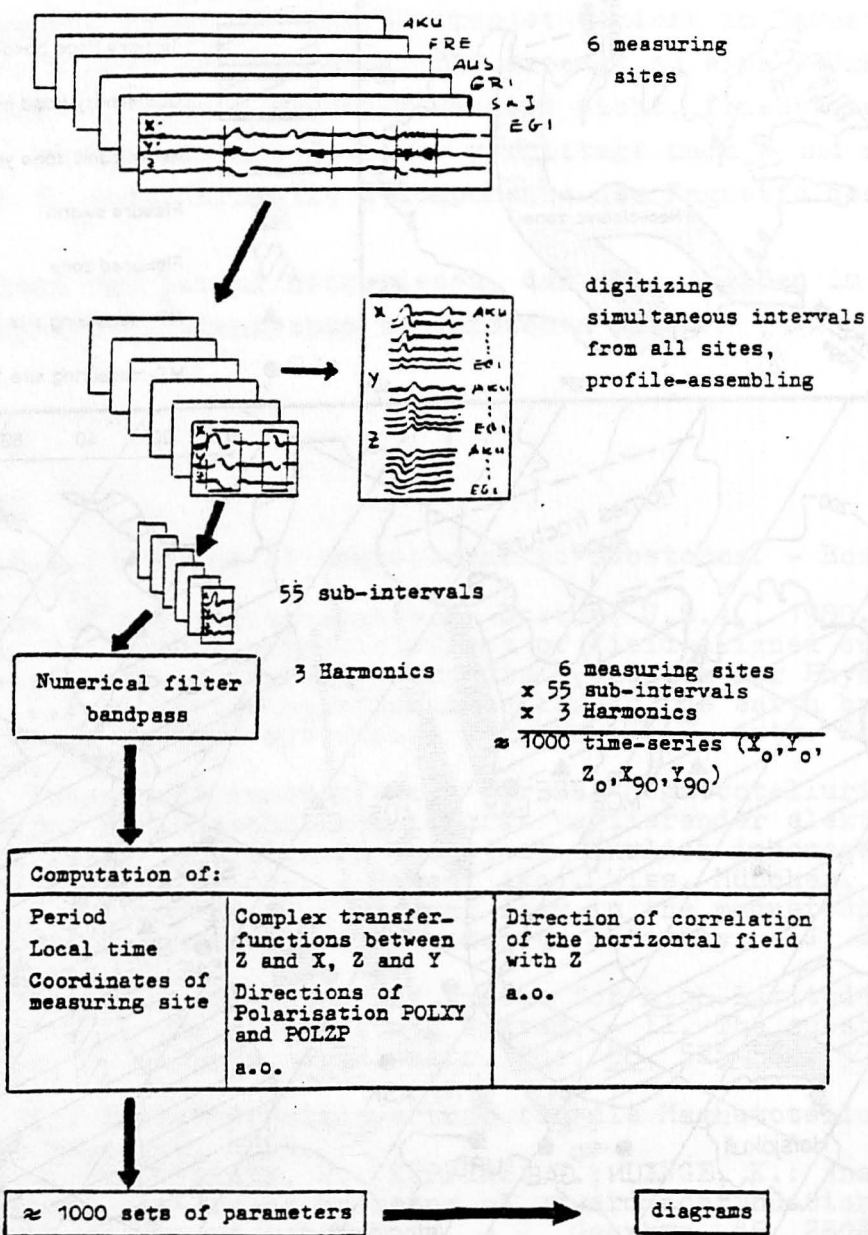 AKU
FRE
AUS
GRI
SKJ
EGI
X
Y
Z
6 measuring
sites
digitizing
simultaneous intervals
from all sites,
profile-assembling
X AKU
EGI
Y AKU
EGI
Z AKU
EGI
X
Y
Z
55 sub-intervals
Numerical filter
bandpass
3 Harmonics
6 measuring sites
x 55 sub-intervals
x 3 Harmonics
≈ 1000 time-series (X0,Y0,
Z0,X90,Y90)
Computation of:
Period
Local time
Coordinates of
measuring site
Complex transfer-
functions between
Z and X, Z and Y
Directions of
Polarisation POLXY
and POLZP
a.o.
Direction of correlation
of the horizontal field
with Z
a.o.
≈ 1000 sets of parameters
diagrams